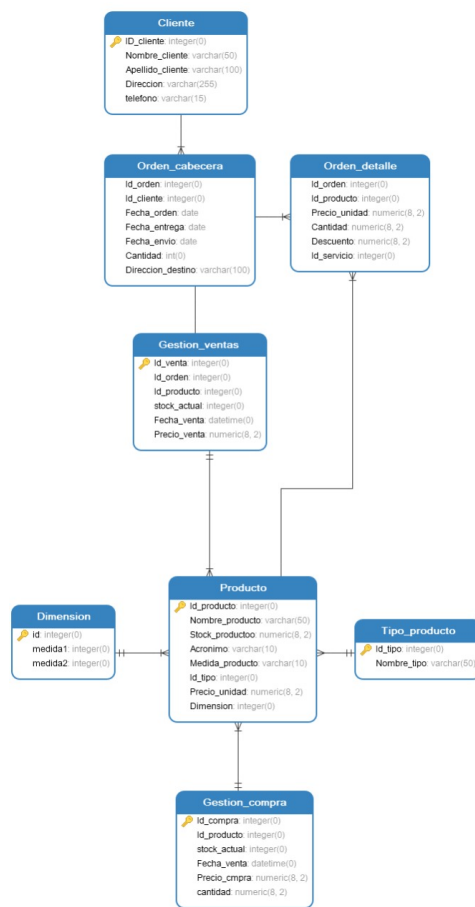 Cliente
ID_cliente: integer(0)
Nombre_cliente: varchar(50)
Apellido_cliente: varchar(100)
Direccion: varchar(255)
telefono: varchar(15)
Orden_cabecera
Id_orden: integer(0)
Id_cliente: integer(0)
Fecha_orden: date
Fecha_entrega: date
Fecha_envio: date
Cantidad: int(0)
Direccion_destino: varchar(100)
Orden_detalle
Id_orden: integer(0)
Id_producto: integer(0)
Precio_unidad: numeric(8, 2)
Cantidad: numeric(8, 2)
Descuento: numeric(8, 2)
Id_servicio: integer(0)
Gestion_ventas
Id_venta: integer(0)
Id_orden: integer(0)
Id_producto: integer(0)
stock_actual: integer(0)
Fecha_venta: datetime(0)
Precio_venta: numeric(8, 2)
Producto
Id_producto: integer(0)
Nombre_producto: varchar(50)
Stock_productoo: numeric(8, 2)
Acronimo: varchar(10)
Medida_producto: varchar(10)
Id_tipo: integer(0)
Precio_unidad: numeric(8, 2)
Dimension: integer(0)
Dimension
id: integer(0)
medida1: integer(0)
medida2: integer(0)
Tipo_producto
Id_tipo: integer(0)
Nombre_tipo: varchar(50)
Gestion_compra
Id_compra: integer(0)
Id_producto: integer(0)
stock_actual: integer(0)
Fecha_venta: datetime(0)
Precio_cmpra: numeric(8, 2)
cantidad: numeric(8, 2)